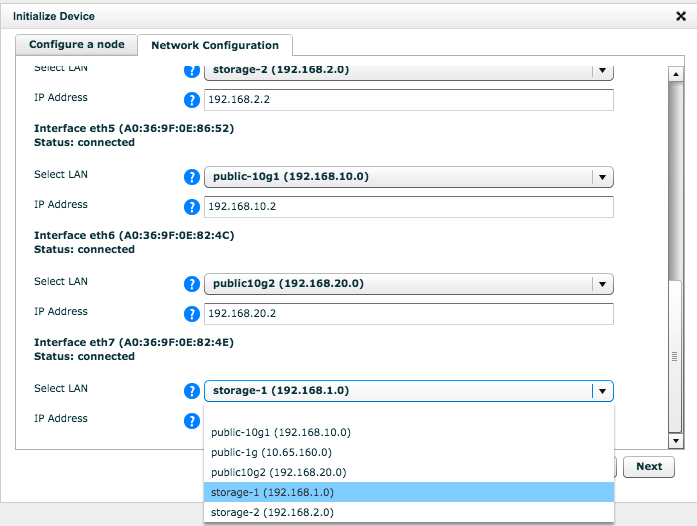 Initialize Device
Configure a node
Network Configuration
Select LAN
? storage-2 (192.168.2.0)
IP Address
? 192.168.2.2
Interface eth5 (A0:36:9F:0E:86:52)
Status: connected
Select LAN
? public-10g1 (192.168.10.0)
IP Address
? 192.168.10.2
Interface eth6 (A0:36:9F:0E:82:4C)
Status: connected
Select LAN
? public10g2 (192.168.20.0)
IP Address
? 192.168.20.2
Interface eth7 (A0:36:9F:0E:82:4E)
Status: connected
Select LAN
? storage-1 (192.168.1.0)
IP Address
?
public-10g1 (192.168.10.0)
public-1g (10.65.160.0)
public10g2 (192.168.20.0)
storage-1 (192.168.1.0)
storage-2 (192.168.2.0)
Next